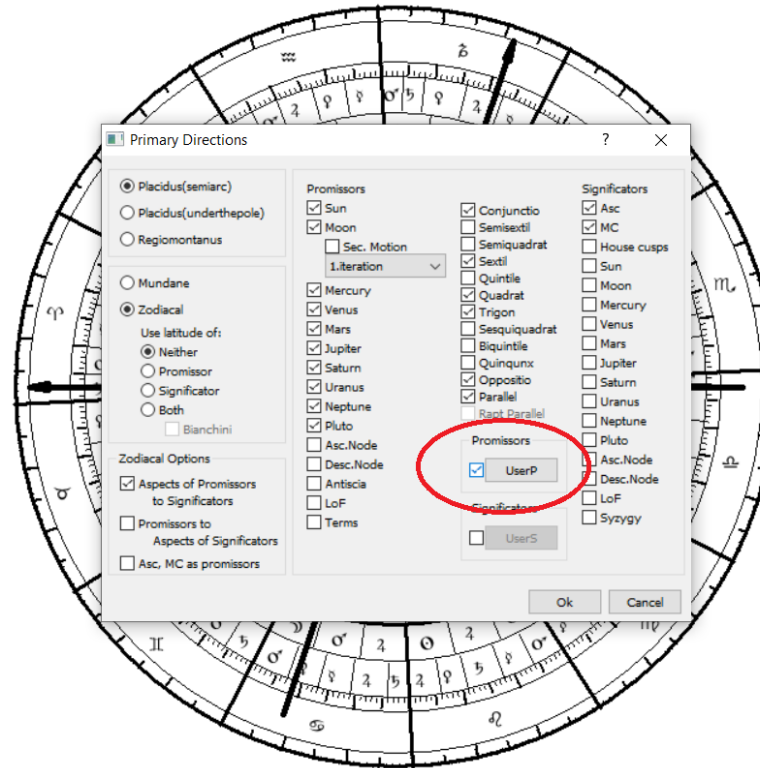 Primary Directions
?
Placidus(semiarc)
Placidus(underthepole)
Regiomontanus
Mundane
Zodiacal
Use latitude of:
Neither
Promissor
Significator
Both
Bianchini
Zodiacal Options
Aspects of Promissors
to Significators
Promissors to
Aspects of Significators
Asc, MC as promissors
Promissors
Sun
Moon
Sec. Motion
1.iteration
Mercury
Venus
Mars
Jupiter
Saturn
Uranus
Neptune
Pluto
Asc.Node
Desc.Node
Antiscia
LoF
Terms
Conjunctio
Semisextil
Semiquadrat
Sextil
Quintile
Quadrat
Trigon
Sesquiquadrat
Biquintile
Quinqunx
Oppositio
Parallel
Rapt Parallel
Promissors
UserP
Significators
UserS
Significators
Asc
MC
House cusps
Sun
Moon
Mercury
Venus
Mars
Jupiter
Saturn
Uranus
Neptune
Pluto
Asc.Node
Desc.Node
LoF
Syzygy
Ok
Cancel